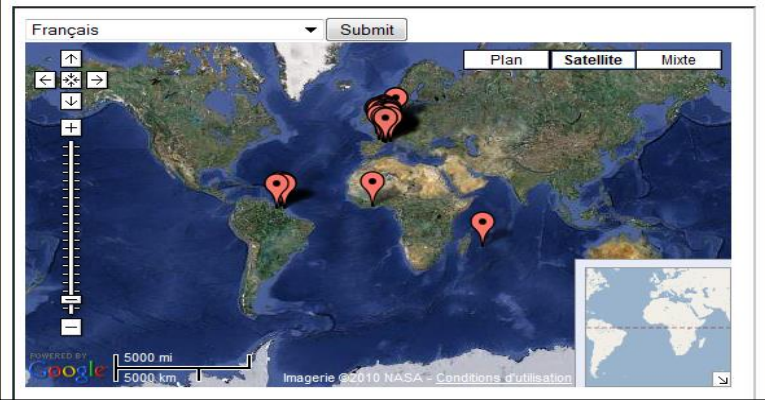 Français Submit
Plan Satellite Mixte
5000 mi
POWERED BY
Google 5000 km Imagerie ©2010 NASA - Conditions d'utilisation